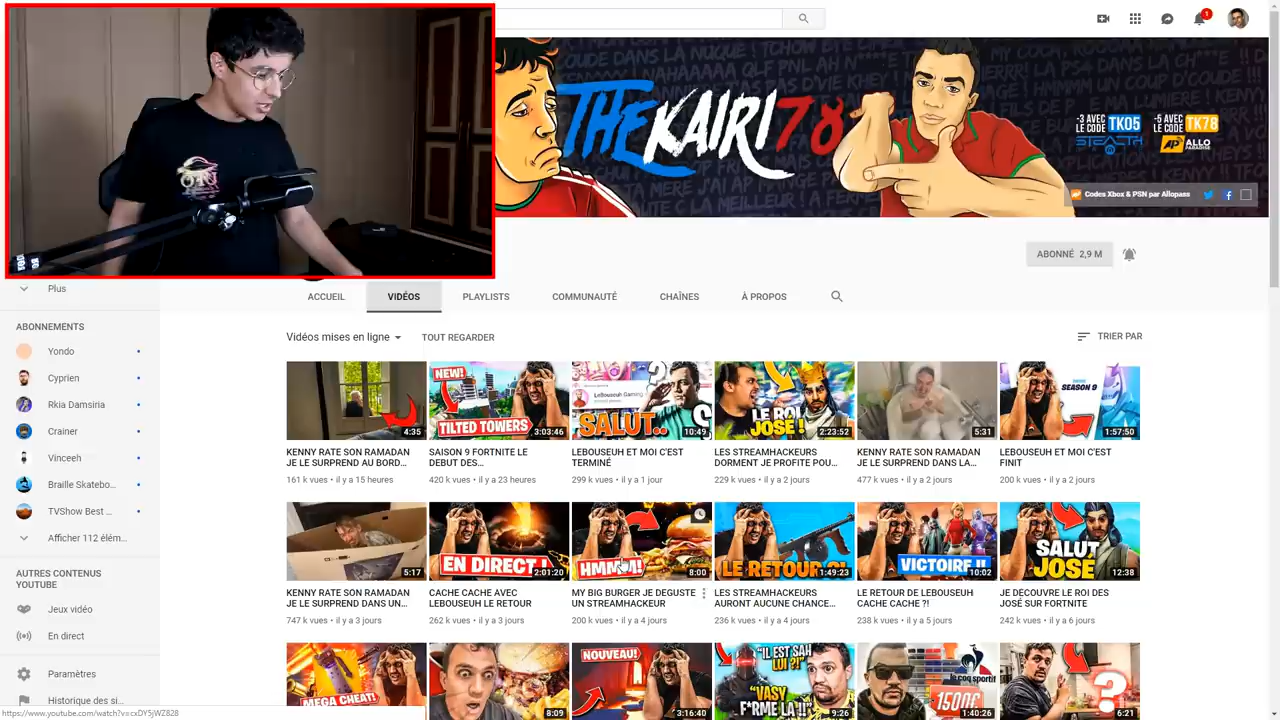 1
THEKAIRI78
-3 AVEC
LE CODE TK05
STEALTH
-5 AVEC
LE CODE TK78
AP ALLO
PARADISE
Codes Xbox & PSN par Allopass
ABONNÉ 2,9 M
ACCUEIL
VIDÉOS
PLAYLISTS
COMMUNAUTÉ
CHAÎNES
À PROPOS
Plus
ABONNEMENTS
Yondo
Cyprien
Rkia Damsiria
Crainer
Vinceeh
Braille Skatebo...
TVShow Best ...
Afficher 112 élém...
AUTRES CONTENUS
YOUTUBE
Jeux vidéo
En direct
Paramètres
Historique des si...
Vidéos mises en ligne
TOUT REGARDER
TRIER PAR
4:35
KENNY RATE SON RAMADAN
JE LE SURPREND AU BORD...
161 k vues • il y a 15 heures
NEW!
TILTED TOWERS
3:03:46
SAISON 9 FORTNITE LE
DEBUT DES...
420 k vues • il y a 23 heures
LeBouseuh Gaming
SALUT..
10:49
LEBOUSEUH ET MOI C'EST
TERMINÉ
299 k vues • il y a 1 jour
LE ROI
JOSÉ !
2:23:52
LES STREAMHACKEURS
DORMENT JE PROFITE POU...
229 k vues • il y a 2 jours
5:31
KENNY RATE SON RAMADAN
JE LE SURPREND DANS LA...
477 k vues • il y a 2 jours
SEASON 9
1:57:50
LEBOUSEUH ET MOI C'EST
FINIT
200 k vues • il y a 2 jours
5:17
KENNY RATE SON RAMADAN
JE LE SURPREND DANS UN...
747 k vues • il y a 3 jours
EN DIRECT !
2:01:20
CACHE CACHE AVEC
LEBOUSEUH LE RETOUR
262 k vues • il y a 3 jours
HMMM!
8:00
MY BIG BURGER JE DEGUSTE
UN STREAMHACKEUR
200 k vues • il y a 4 jours
LE RETOUR
1:49:23
LES STREAMHACKEURS
AURONT AUCUNE CHANCE...
236 k vues • il y a 4 jours
VICTOIRE !!
10:02
LE RETOUR DE LEBOUSEUH
CACHE CACHE ?!
238 k vues • il y a 5 jours
SALUT
JOSÉ
12:38
JE DÉCOUVRE LE ROI DES
JOSÉ SUR FORTNITE
242 k vues • il y a 6 jours
MEGA CHEAT!
8:09
NOUVEAU!
3:16:40
"IL EST SAH
LUI ?!"
"VASY
F*RME LA !!"
9:26
le coq sportif
1500€
1:40:26
?
6:21
https://www.youtube.com/watch?v=cxDY5jWZ828